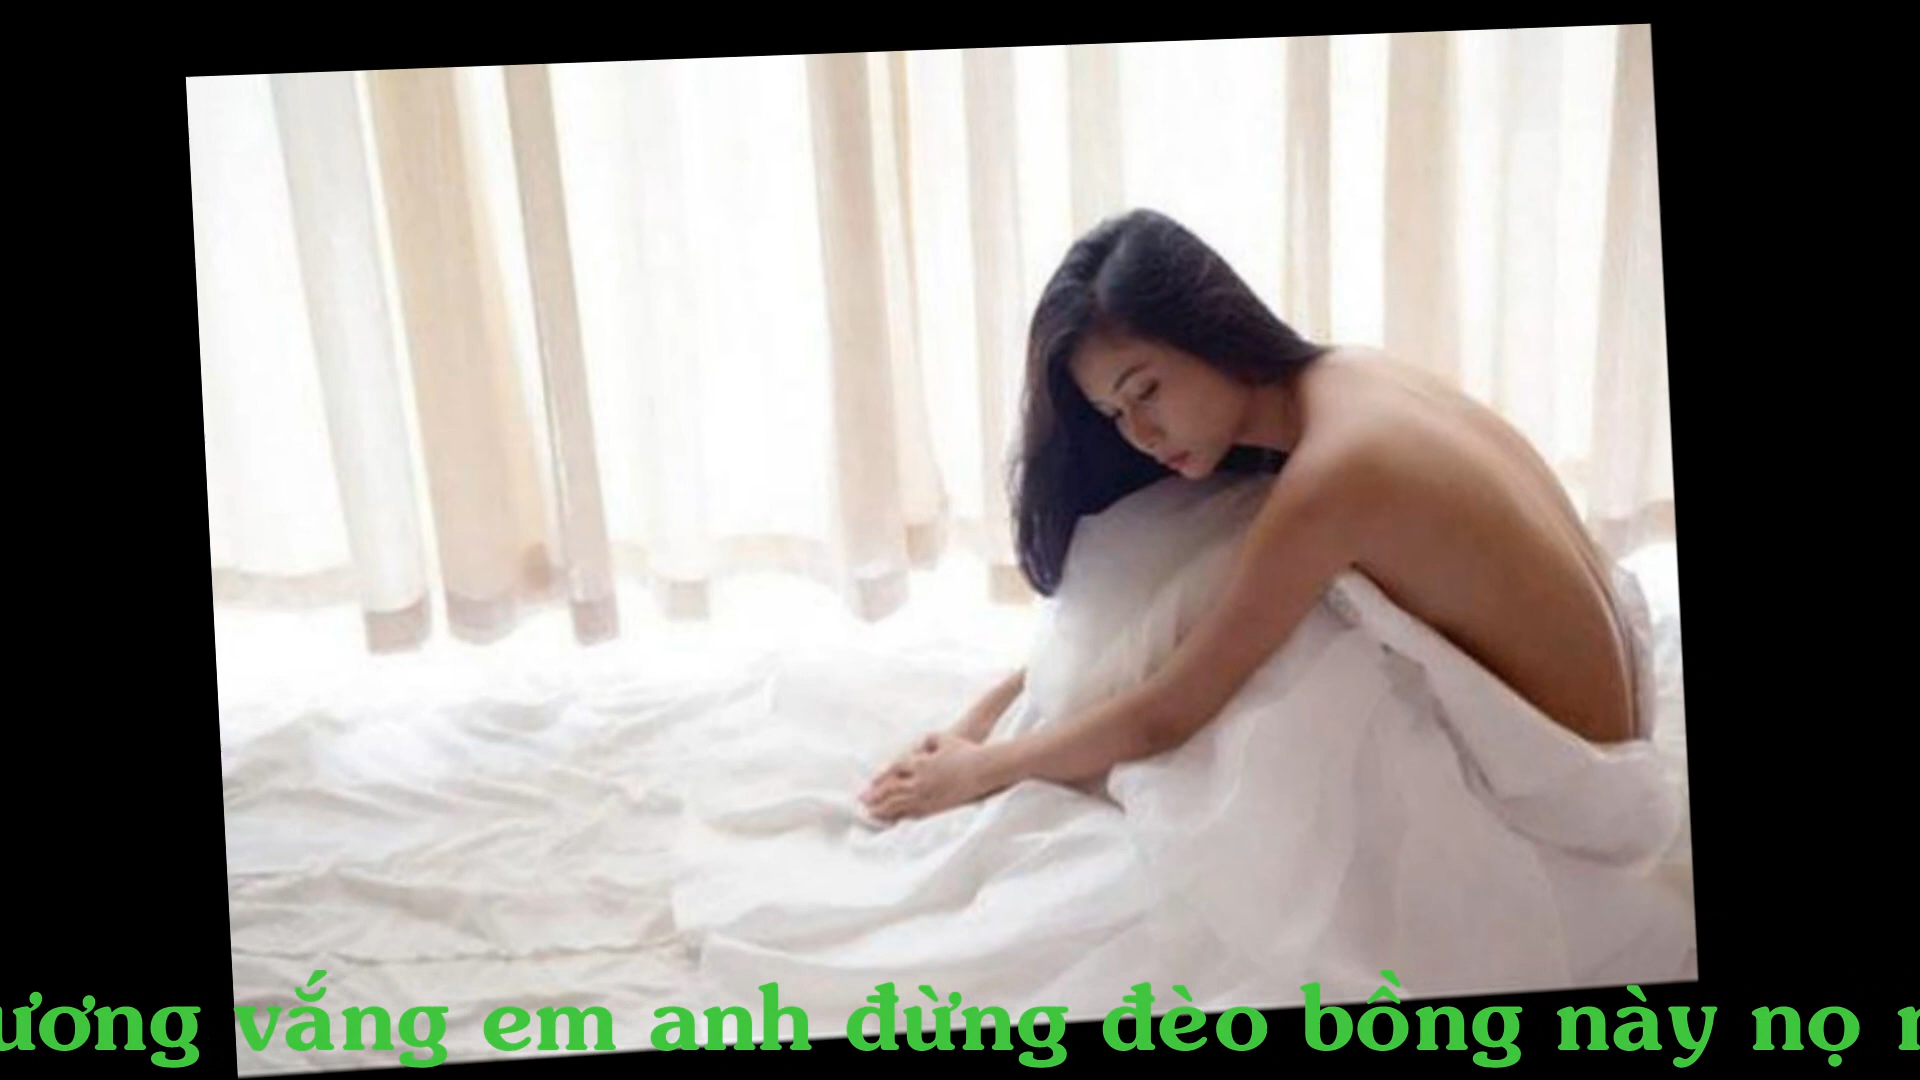 ương vắng em anh đừng đèo bồng này nọ